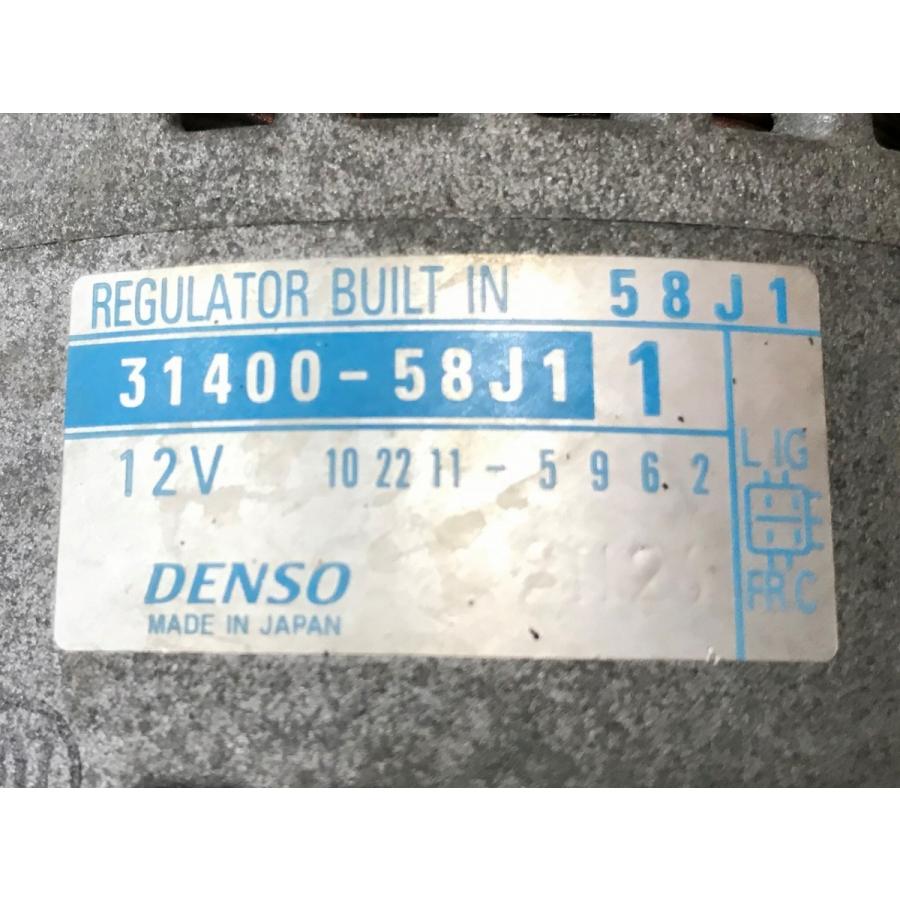 REGULATOR BUILT IN 58J1
31400-58J1 1
12V 102211-5962
L IG
DENSO
FR C
MADE IN JAPAN